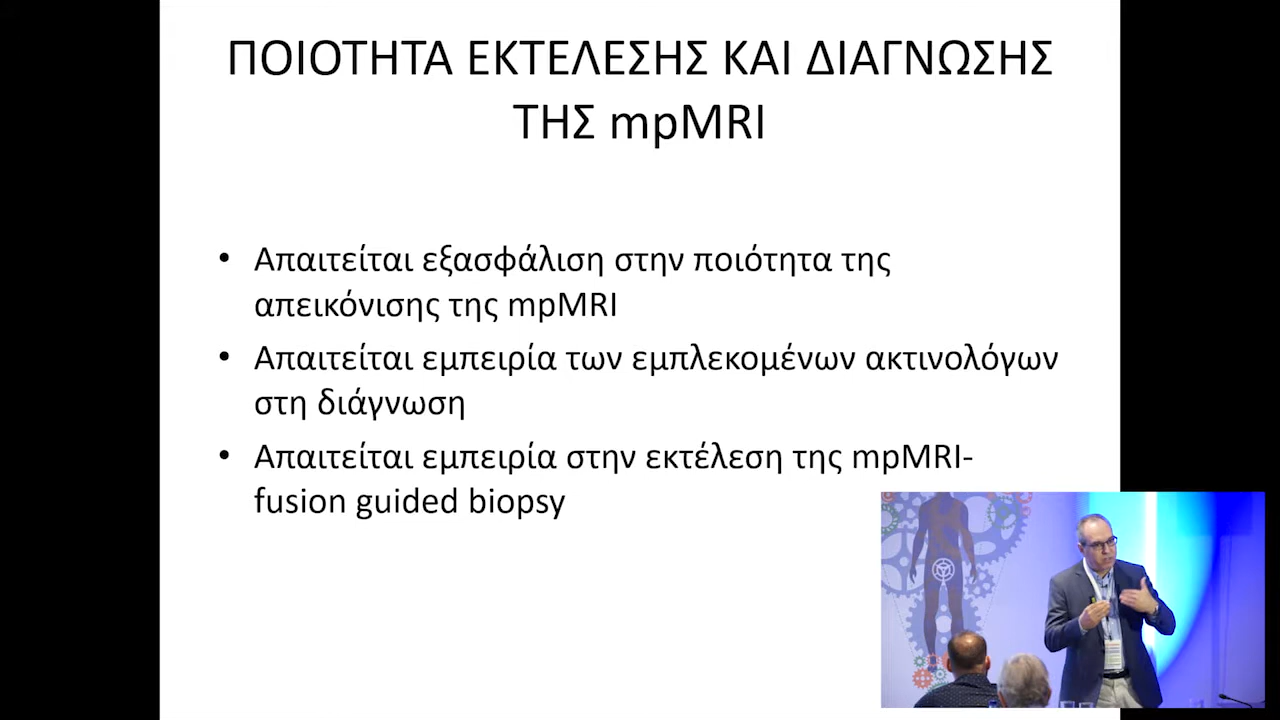 ΠΟΙΟΤΗΤΑ ΕΚΤΕΛΕΣΗΣ ΚΑΙ ΔΙΑΓΝΩΣΗΣ
ΤΗΣ mpMRI
• Απαιτείται εξασφάλιση στην ποιότητα της
απεικόνισης της mpMRI
• Απαιτείται εμπειρία των εμπλεκομένων ακτινολόγων
στη διάγνωση
• Απαιτείται εμπειρία στην εκτέλεση της mpMRI-
fusion guided biopsy